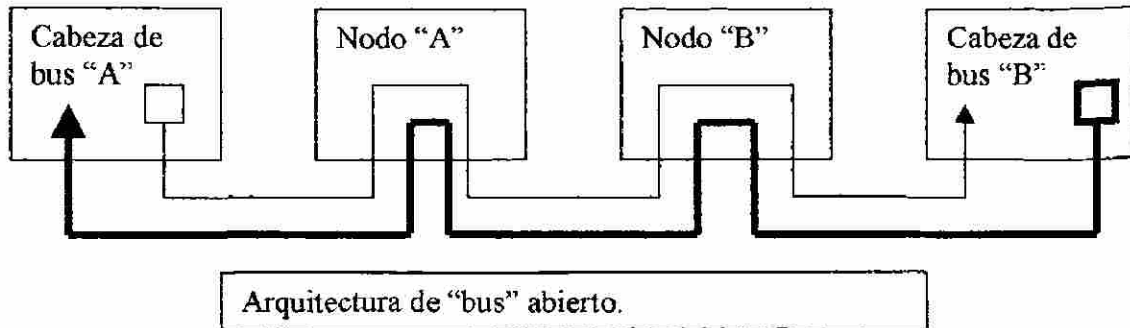 Cabeza de
bus “A”
Nodo “A”
Nodo “B”
Cabeza de
bus “B”
Arquitectura de “bus” abierto.